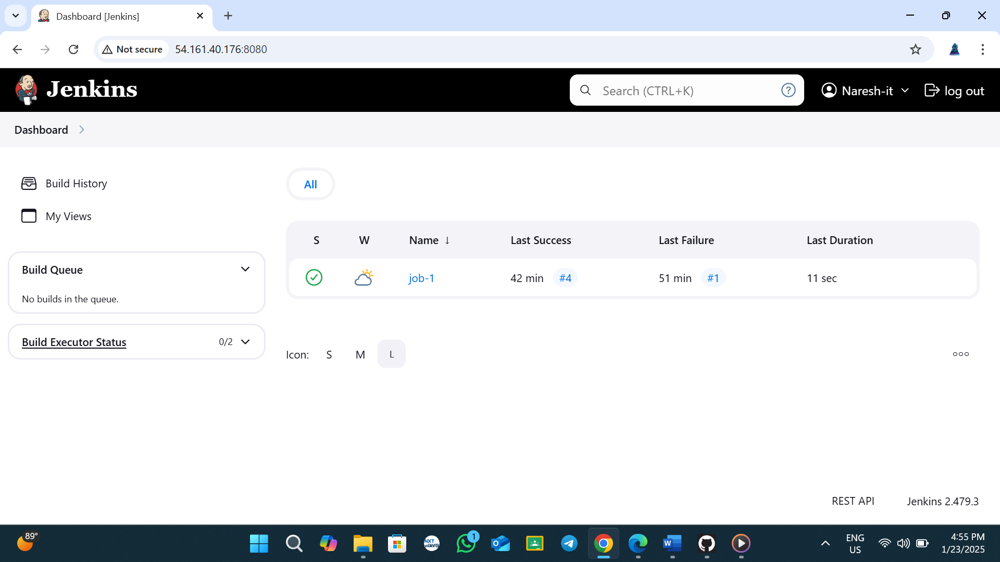 Dashboard [Jenkins]
Not secure 54.161.40.176:8080
Jenkins
Search (CTRL+K)
Naresh-it
log out
Dashboard
Build History
My Views
Build Queue
No builds in the queue.
Build Executor Status 0/2
All
S W Name ↓ Last Success Last Failure Last Duration
job-1 42 min #4 51 min #1 11 sec
Icon: S M L
REST API Jenkins 2.479.3
89°
NXT WAVE
1
ENG
US
4:55 PM
1/23/2025